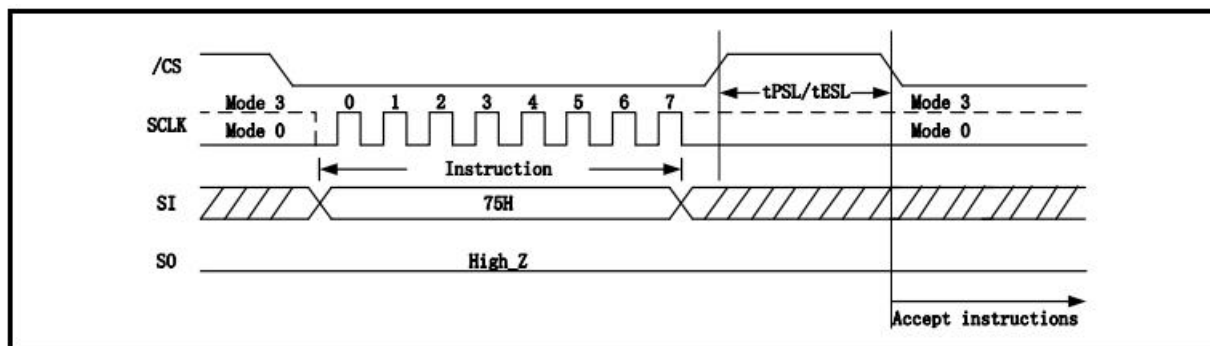 /CS
tPSL/tESL
Mode 3 0 1 2 3 4 5 6 7 Mode 3
SCLK Mode 0 Mode 0
Instruction
SI 75H
SO High_Z
Accept instructions